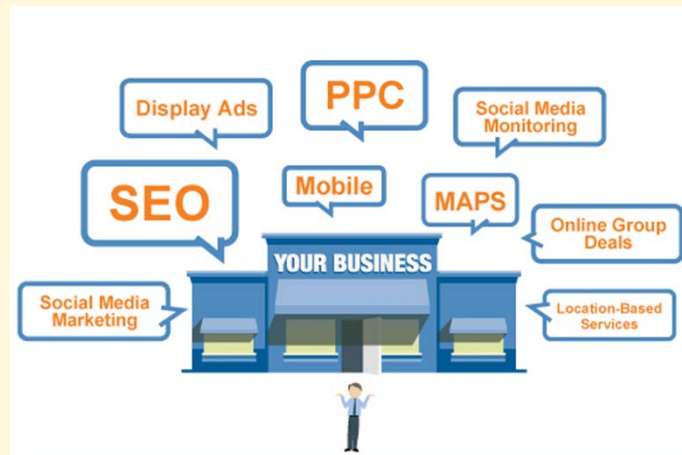 PPC
Display Ads
Social Media
Monitoring
SEO
Mobile
MAPS
Online Group
Deals
YOUR BUSINESS
Social Media
Marketing
Location-Based
Services